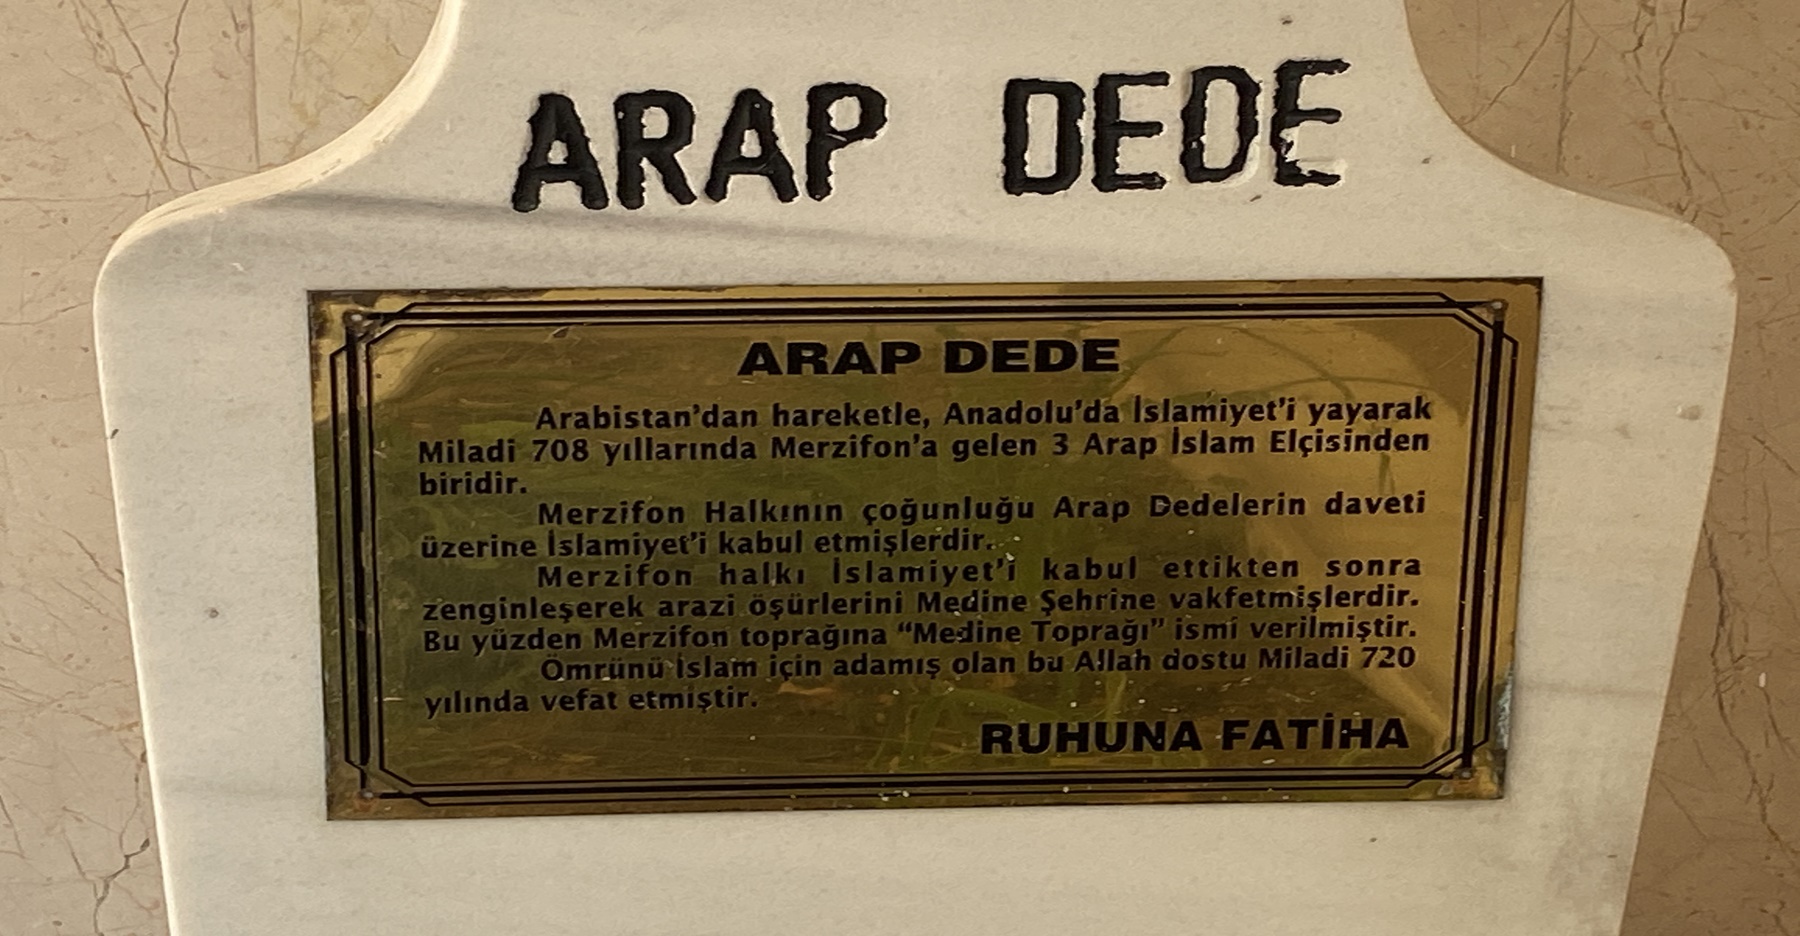 ARAP DEDE
ARAP DEDE
Arabistan'dan hareketle, Anadolu'da İslamiyet'i yayarak
Miladi 708 yıllarında Merzifon'a gelen 3 Arap İslam Elçisinden
biridir.
Merzifon Halkının çoğunluğu Arap Dedelerin daveti
üzerine İslamiyet'i kabul etmişlerdir.
Merzifon halkı İslamiyet'i kabul ettikten sonra
zenginleşerek arazi öşürlerini Medine Şehrine vakfetmişlerdir.
Bu yüzden Merzifon toprağına “Medine Toprağı” ismi verilmiştir.
Ömrünü İslam için adamış olan bu Allah dostu Miladi 720
yılında vefat etmiştir.
RUHUNA FATİHA